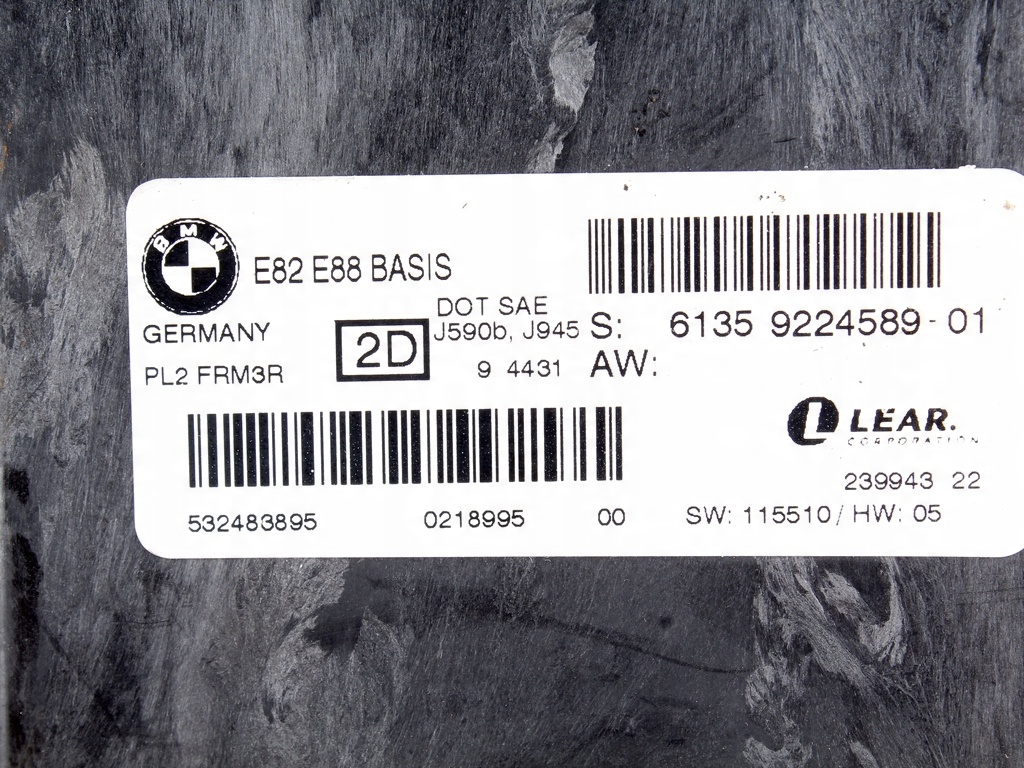 BMW
E82 E88 BASIS
GERMANY
PL2 FRM3R
2D
DOT SAE
J590b, J945
9 4431
S: 6135 9224589-01
AW:
LEAR.
CORPORATION
239943 22
532483895 0218995 00
SW: 115510/HW: 05